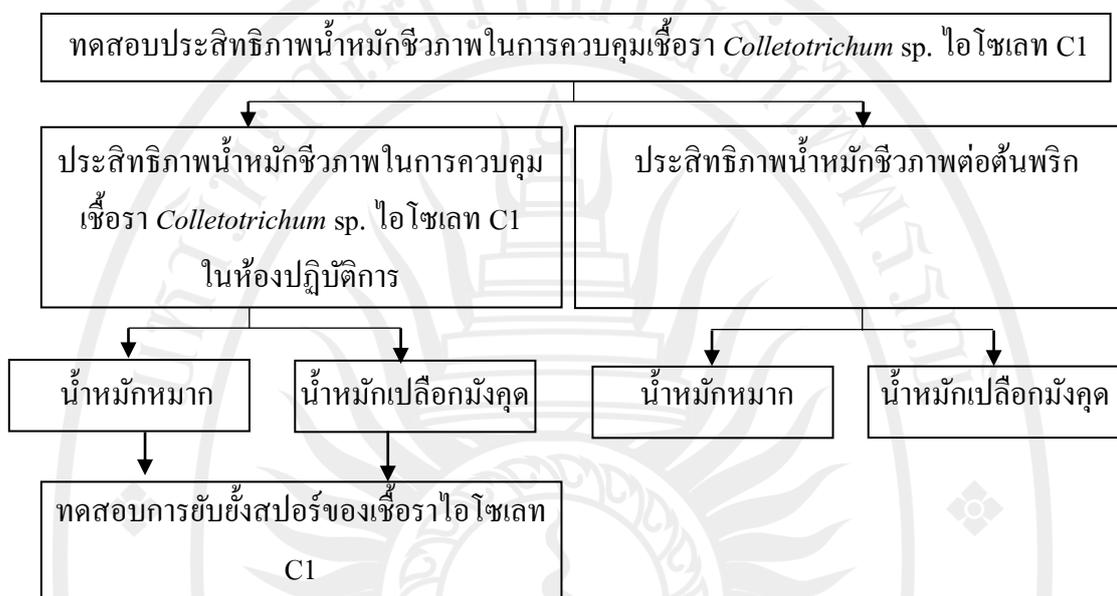 ทดสอบประสิทธิภาพน้ำหมักชีวภาพในการควบคุมเชื้อรา Colletotrichum sp. ไอโซเลท C1
ประสิทธิภาพน้ำหมักชีวภาพในการควบคุม
เชื้อรา Colletotrichum sp. ไอโซเลท C1
ในห้องปฏิบัติการ
ประสิทธิภาพน้ำหมักชีวภาพต่อต้นพริก
น้ำหมักหมาก
น้ำหมักเปลือกมังคุด
น้ำหมักหมาก
น้ำหมักเปลือกมังคุด
ทดสอบการยับยั้งสปอร์ของเชื้อราไอโซเลท
C1